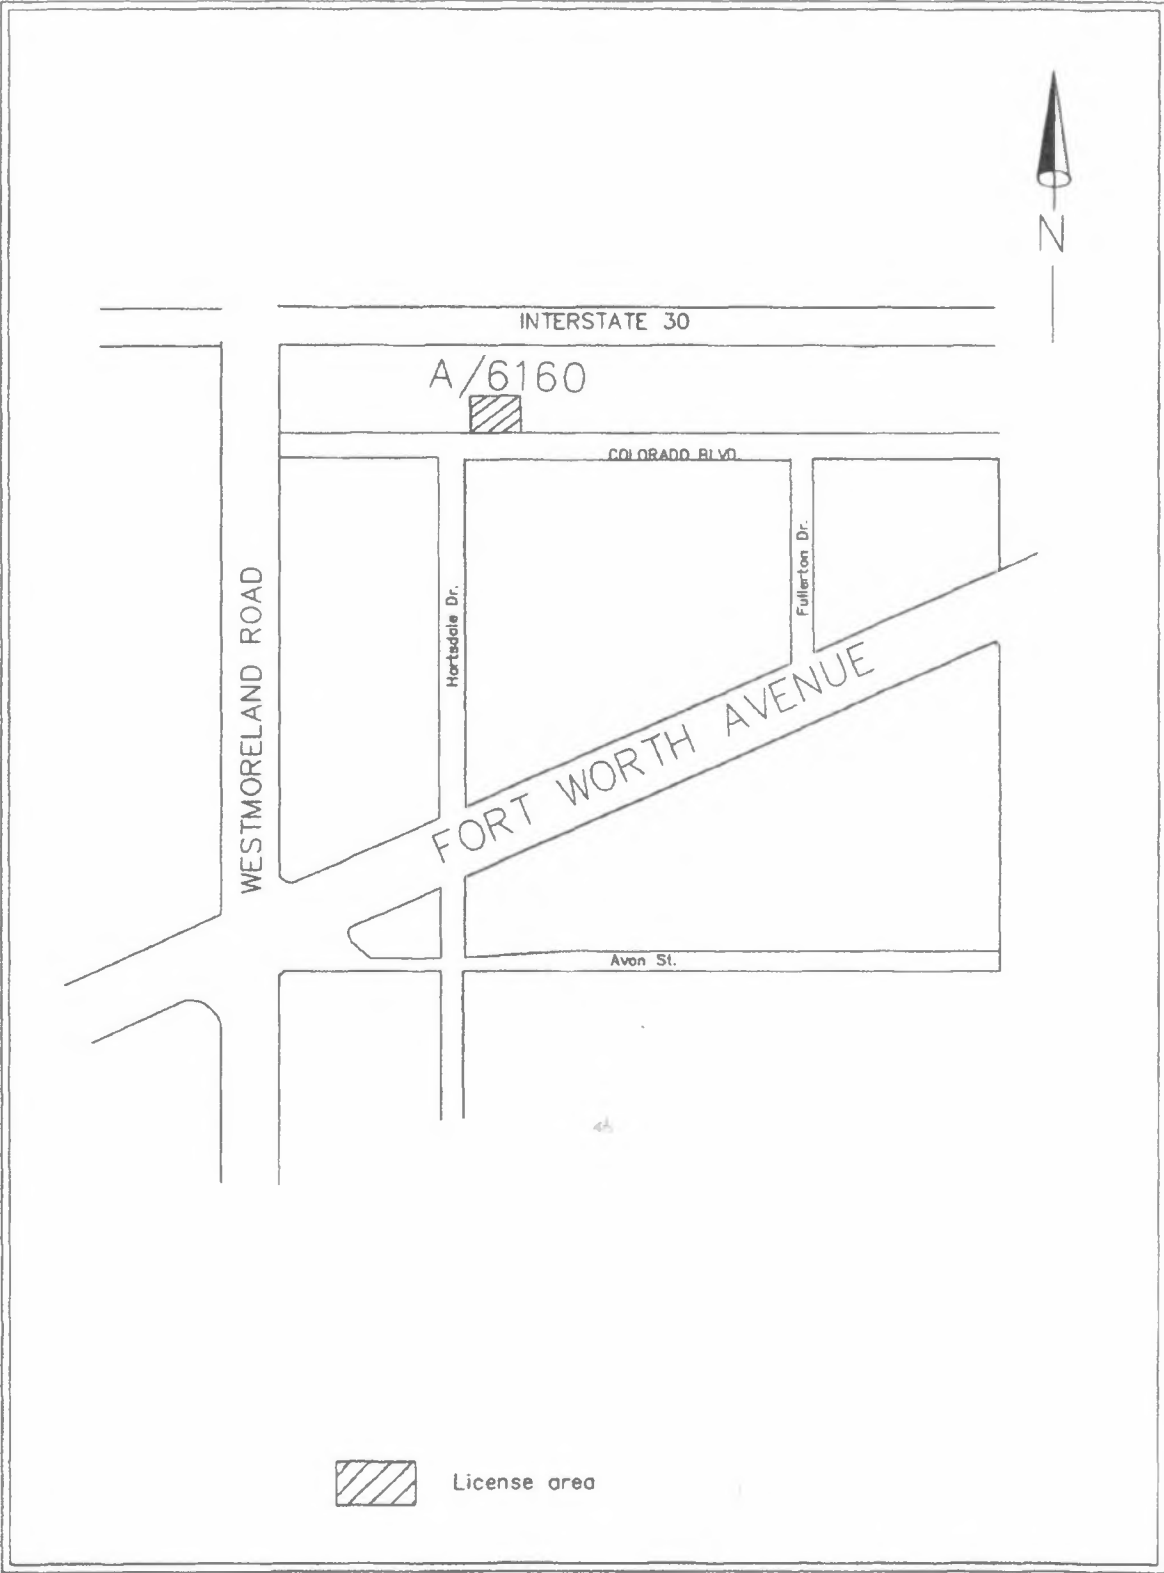 N
INTERSTATE 30
A/6160
COLORADO BLVD.
Fullerton Dr.
Hartsdale Dr.
WESTMORELAND ROAD
FORT WORTH AVENUE
Avon St.
License area